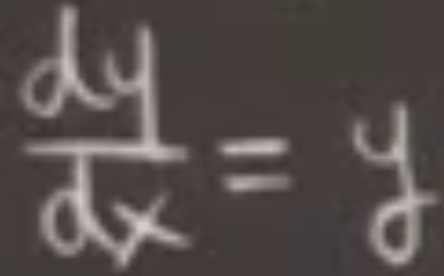 dy/dx = y